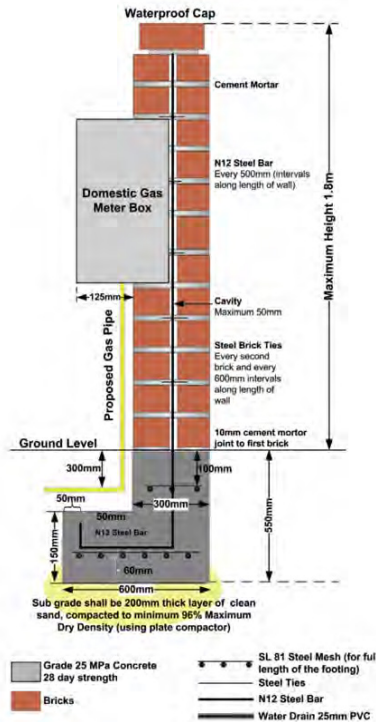 Waterproof Cap
Cement Mortar
N12 Steel Bar
Every 500mm (intervals
along length of wall)
Domestic Gas
Meter Box
Maximum Height 1.8m
125mm
Cavity
Maximum 50mm
Proposed Gas Pipe
Steel Brick Ties
Every second
brick and every
600mm intervals
along length of
wall
10mm cement mortor
joint to first brick
Ground Level
300mm
100mm
50mm
300mm
550mm
50mm
150mm
N12 Steel Bar
60mm
600mm
Sub grade shall be 200mm thick layer of clean
sand, compacted to minimum 96% Maximum
Dry Density (using plate compactor)
Grade 25 MPa Concrete
28 day strength
Bricks
SL 81 Steel Mesh (for full
length of the footing)
Steel Ties
N12 Steel Bar
Water Drain 25mm PVC